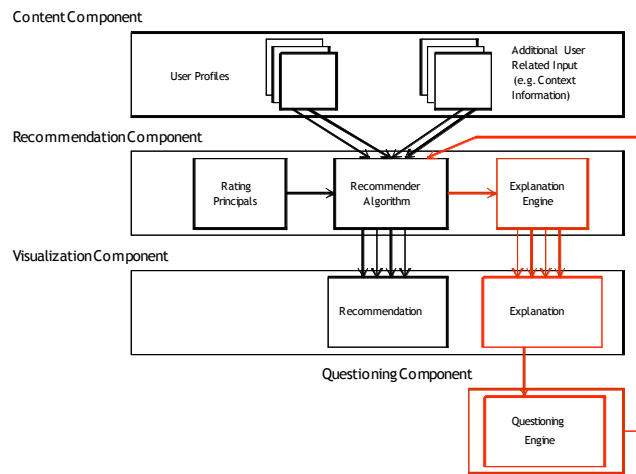 Content Component
User Profiles
Additional User
Related Input
(e.g. Context
Information)
Recommendation Component
Rating
Principals
Recommender
Algorithm
Explanation
Engine
Visualization Component
Recommendation
Explanation
Questioning Component
Questioning
Engine